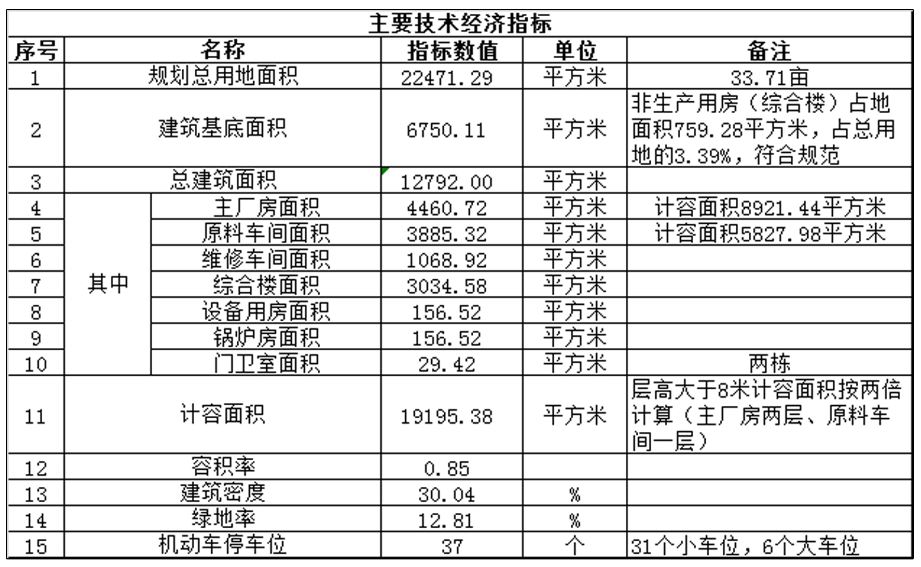 主要技术经济指标
序号 名称 指标数值 单位 备注
1 规划总用地面积 22471.29 平方米 33.71亩
2 建筑基底面积 6750.11 平方米 非生产用房（综合楼）占地
面积759.28平方米，占总用
地的3.39%，符合规范
3 总建筑面积 12792.00 平方米
其中
4 主厂房面积 4460.72 平方米 计容面积8921.44平方米
5 原料车间面积 3885.32 平方米 计容面积5827.98平方米
6 维修车间面积 1068.92 平方米
7 综合楼面积 3034.58 平方米
8 设备用房面积 156.52 平方米
9 锅炉房面积 156.52 平方米
10 门卫室面积 29.42 平方米 两栋
11 计容面积 19195.38 平方米 层高大于8米计容面积按两倍
计算（主厂房两层、原料车
间一层）
12 容积率 0.85
13 建筑密度 30.04 %
14 绿地率 12.81 %
15 机动车停车位 37 个 31个小车位，6个大车位